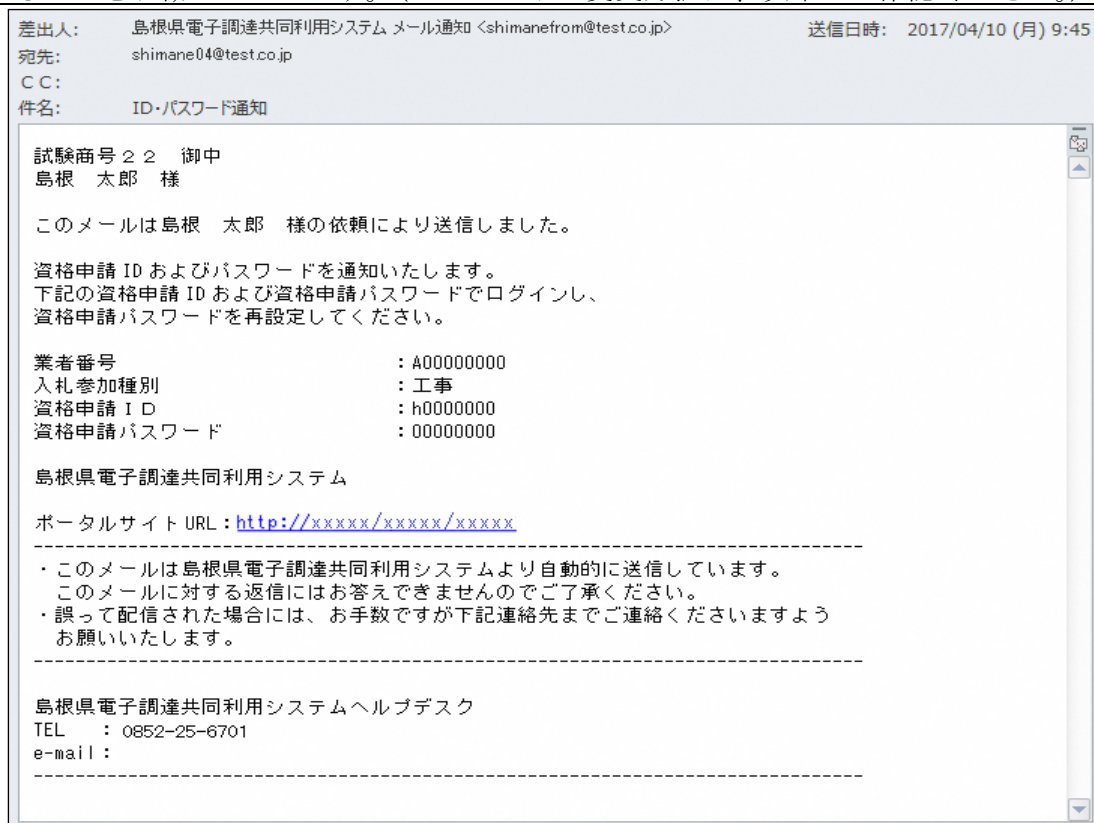 差出人: 島根県電子調達共同利用システム メール通知 <shimanefrom@test.co.jp> 送信日時: 2017/04/10 (月) 9:45
宛先: shimane04@test.co.jp
CC:
件名: ID・パスワード通知
試験商号22 御中
島根 太郎 様
このメールは島根 太郎 様の依頼により送信しました。
資格申請IDおよびパスワードを通知いたします。
下記の資格申請IDおよび資格申請パスワードでログインし、
資格申請パスワードを再設定してください。
業者番号 :A00000000
入札参加種別 :工事
資格申請ID :h0000000
資格申請パスワード :00000000
島根県電子調達共同利用システム
ポータルサイトURL:http://xxxxx/xxxxx/xxxxx
--------------------------------------------------------------------------------
・このメールは島根県電子調達共同利用システムより自動的に送信しています。
このメールに対する返信にはお答えできませんのでご了承ください。
・誤って配信された場合には、お手数ですが下記連絡先までご連絡くださいますよう
お願いいたします。
--------------------------------------------------------------------------------
島根県電子調達共同利用システムヘルプデスク
TEL :0852-25-6701
e-mail:
--------------------------------------------------------------------------------